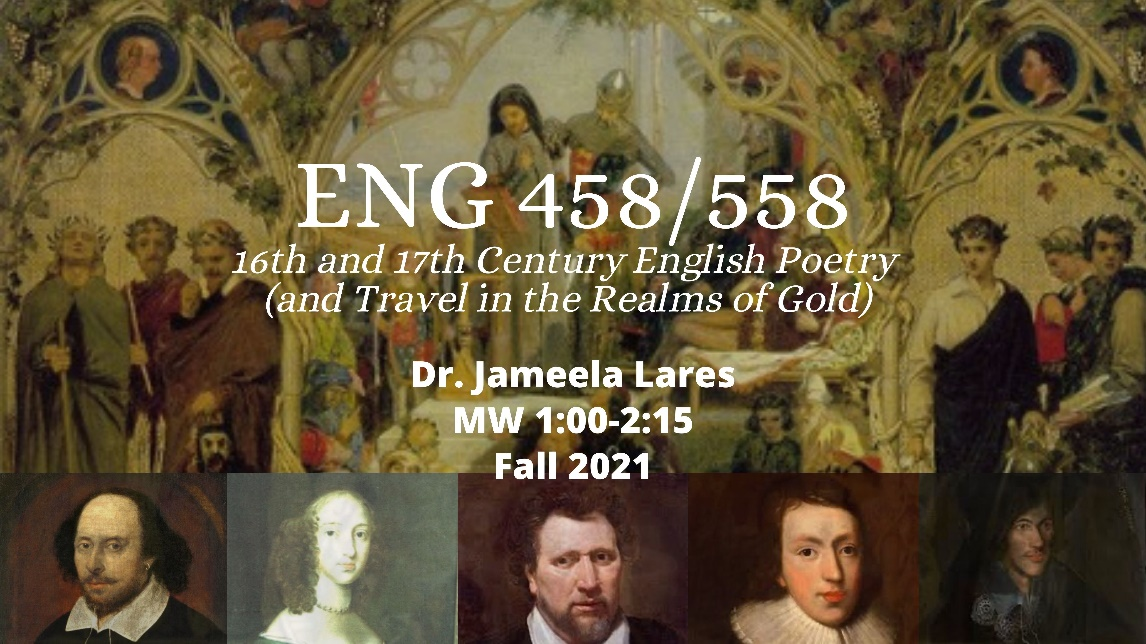 ENG 458/558
16th and 17th Century English Poetry
(and Travel in the Realms of Gold)
Dr. Jameela Lares
MW 1:00-2:15
Fall 2021